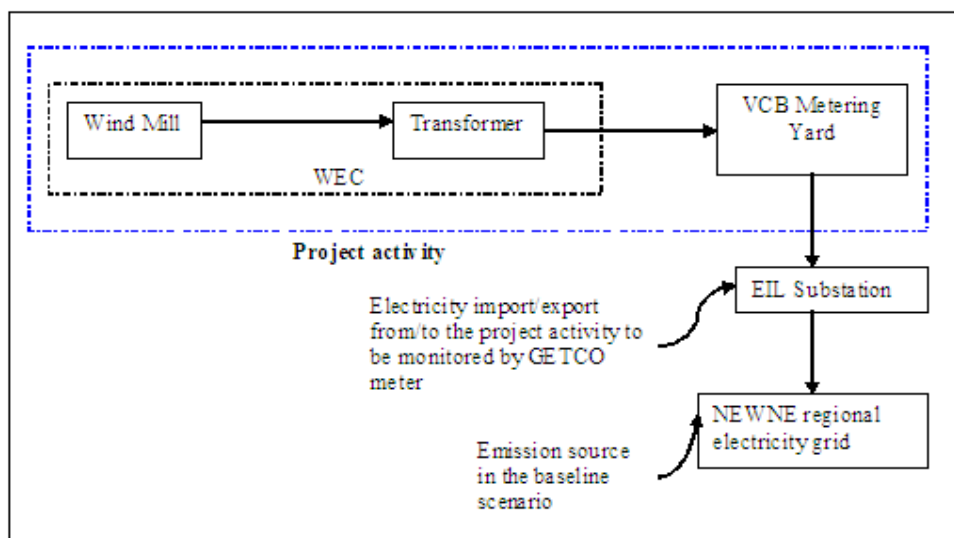 Wind Mill
Transformer
VCB Metering
Yard
WEC
Project activity
EIL Substation
Electricity import/export
from/to the project activity to
be monitored by GETCO
meter
NEWNE regional
electricity grid
Emission source
in the baseline
scenario